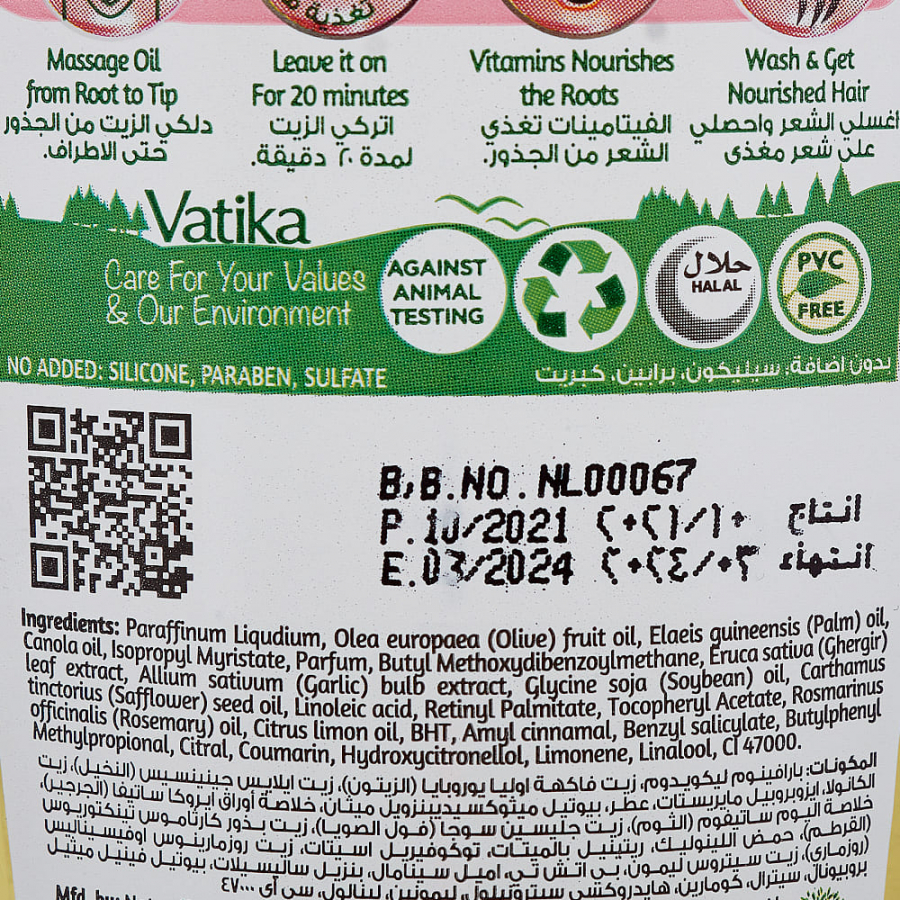 تغذية
Massage Oil
from Root to Tip
دلكي الزيت من الجذور
حتى الاطراف.
Leave it on
For 20 minutes
اتركي الزيت
لمدة ٢٠ دقيقة.
Vitamins Nourishes
the Roots
الفيتامينات تغذي
الشعر من الجذور.
Wash & Get
Nourished Hair
اغسلي الشعر واحصلي
على شعر مغذى
Vatika
Care For Your Values
& Our Environment
AGAINST
ANIMAL
TESTING
حلال
HALAL
PVC
FREE
NO ADDED: SILICONE, PARABEN, SULFATE
بدون اضافة: سيليكون، برابين، كبريت
B.B.NO. NL00067
P.10/2021 ٢٠٢١/١٠ انتاج
E.03/2024 ٢٠٢٤/٠٣ انتهاء
Ingredients: Paraffinum Liqudium, Olea europaea (Olive) fruit oil, Elaeis guineensis (Palm) oil,
Canola oil, Isopropyl Myristate, Parfum, Butyl Methoxydibenzoylmethane, Eruca sativa (Ghergir)
leaf extract, Allium sativum (Garlic) bulb extract, Glycine soja (Soybean) oil, Carthamus
tinctorius (Safflower) seed oil, Linoleic acid, Retinyl Palmitate, Tocopheryl Acetate, Rosmarinus
officinalis (Rosemary) oil, Citrus limon oil, BHT, Amyl cinnamal, Benzyl salicylate, Butylphenyl
Methylpropional, Citral, Coumarin, Hydroxycitronellol, Limonene, Linalool, CI 47000.
المكونات: بارافينوم ليكويدوم، زيت فاكهة اوليا يوروبايا (الزيتون)، زيت ايلايس جينينسيس (النخيل)، زيت
الكانولا، ايزوبروبيل مايريستات، عطر، بيوتيل ميثوكسيديبينزويل ميثان، خلاصة أوراق ايروكا ساتيفا (الجرجير)،
خلاصة اليوم ساتيفوم (الثوم)، زيت جليسين سوجا (فول الصويا)، زيت بذور كارثاموس تينكتوريوس
(القرطم)، حمض اللينوليك، ريتينيل بالميتات، توكوفيريل اسيتات، زيت روزمارينوس اوفيسيناليس
(روزماري)، زيت سيتروس ليمون، بي اتش تي، اميل سينامال، بنزيل ساليسيلات، بيوتيل فينيل ميثيل
بروبيونال، سيترال، كومارين، هايدروكسي سيترونيلول، ليمونين، لينالول، سي آي ٤٧٠٠٠
Mfd. by: